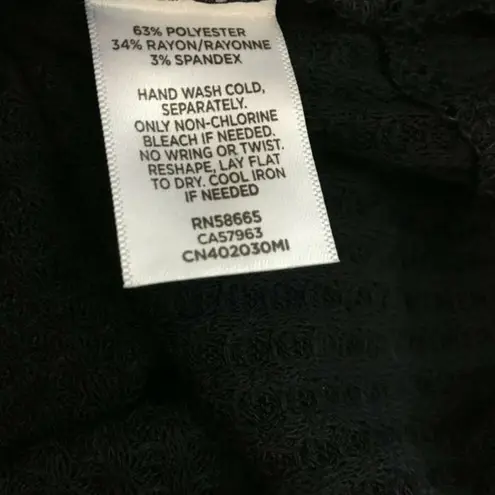 63% POLYESTER
34% RAYON/RAYONNE
3% SPANDEX
HAND WASH COLD,
SEPARATELY.
ONLY NON-CHLORINE
BLEACH IF NEEDED.
NO WRING OR TWIST.
RESHAPE, LAY FLAT
TO DRY. COOL IRON
IF NEEDED
RN58665
CA57963
CN402030MI